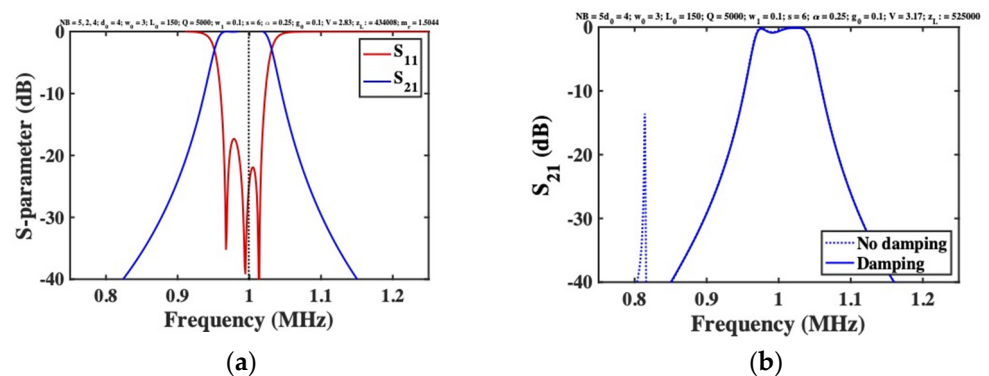 NB = 5, 2, 4; d₀ = 4; w₀ = 3; L₀ = 150; Q = 5000; w₁ = 0.1; s = 6; α = 0.25; g₀ = 0.1; V = 2.83; z_L : = 434008; m_r = 1.5044
0
-10
-20
-30
-40
S-parameter (dB)
S₁₁
S₂₁
0.8 0.9 1 1.1 1.2
Frequency (MHz)
(a)
NB = 5d₀ = 4; w₀ = 3; L₀ = 150; Q = 5000; w₁ = 0.1; s = 6; α = 0.25; g₀ = 0.1; V = 3.17; z_L : = 525000
0
-10
-20
-30
-40
S₂₁ (dB)
No damping
Damping
0.8 0.9 1 1.1 1.2
Frequency (MHz)
(b)